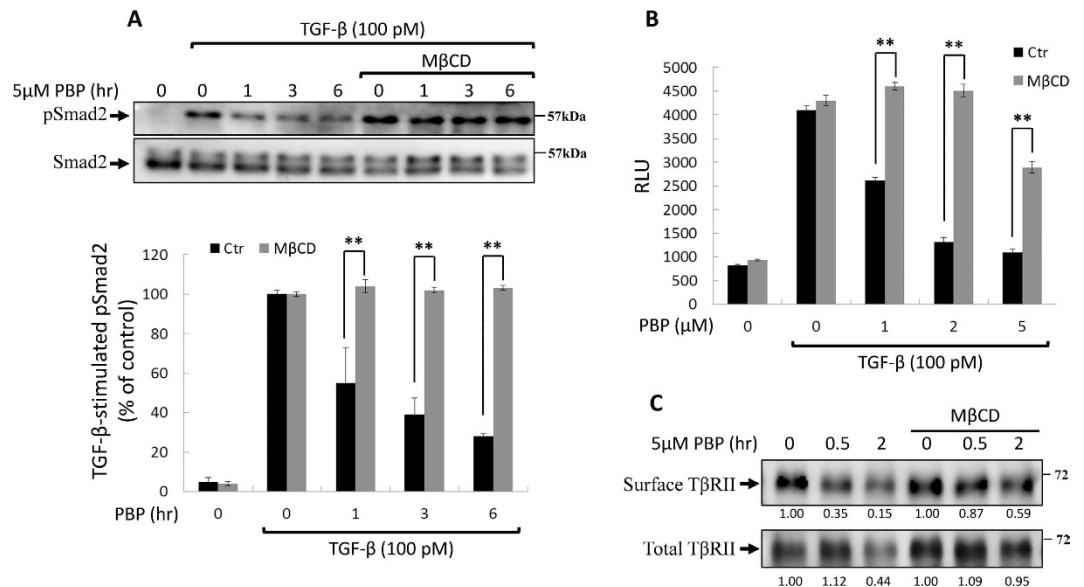 A
TGF-β (100 pM)
MβCD
5μM PBP (hr) 0 0 1 3 6 0 1 3 6
pSmad2
57kDa
Smad2
57kDa
Ctr MβCD
TGF-β-stimulated pSmad2
(% of control)
120
100
80
60
40
20
0
** ** **
PBP (hr) 0 0 1 3 6
TGF-β (100 pM)
B
Ctr
MβCD
RLU
5000
4500
4000
3500
3000
2500
2000
1500
1000
500
0
** ** **
PBP (μM) 0 0 1 2 5
TGF-β (100 pM)
C
MβCD
5μM PBP (hr) 0 0.5 2 0 0.5 2
Surface TβRII
72
1.00 0.35 0.15 1.00 0.87 0.59
Total TβRII
72
1.00 1.12 0.44 1.00 1.09 0.95